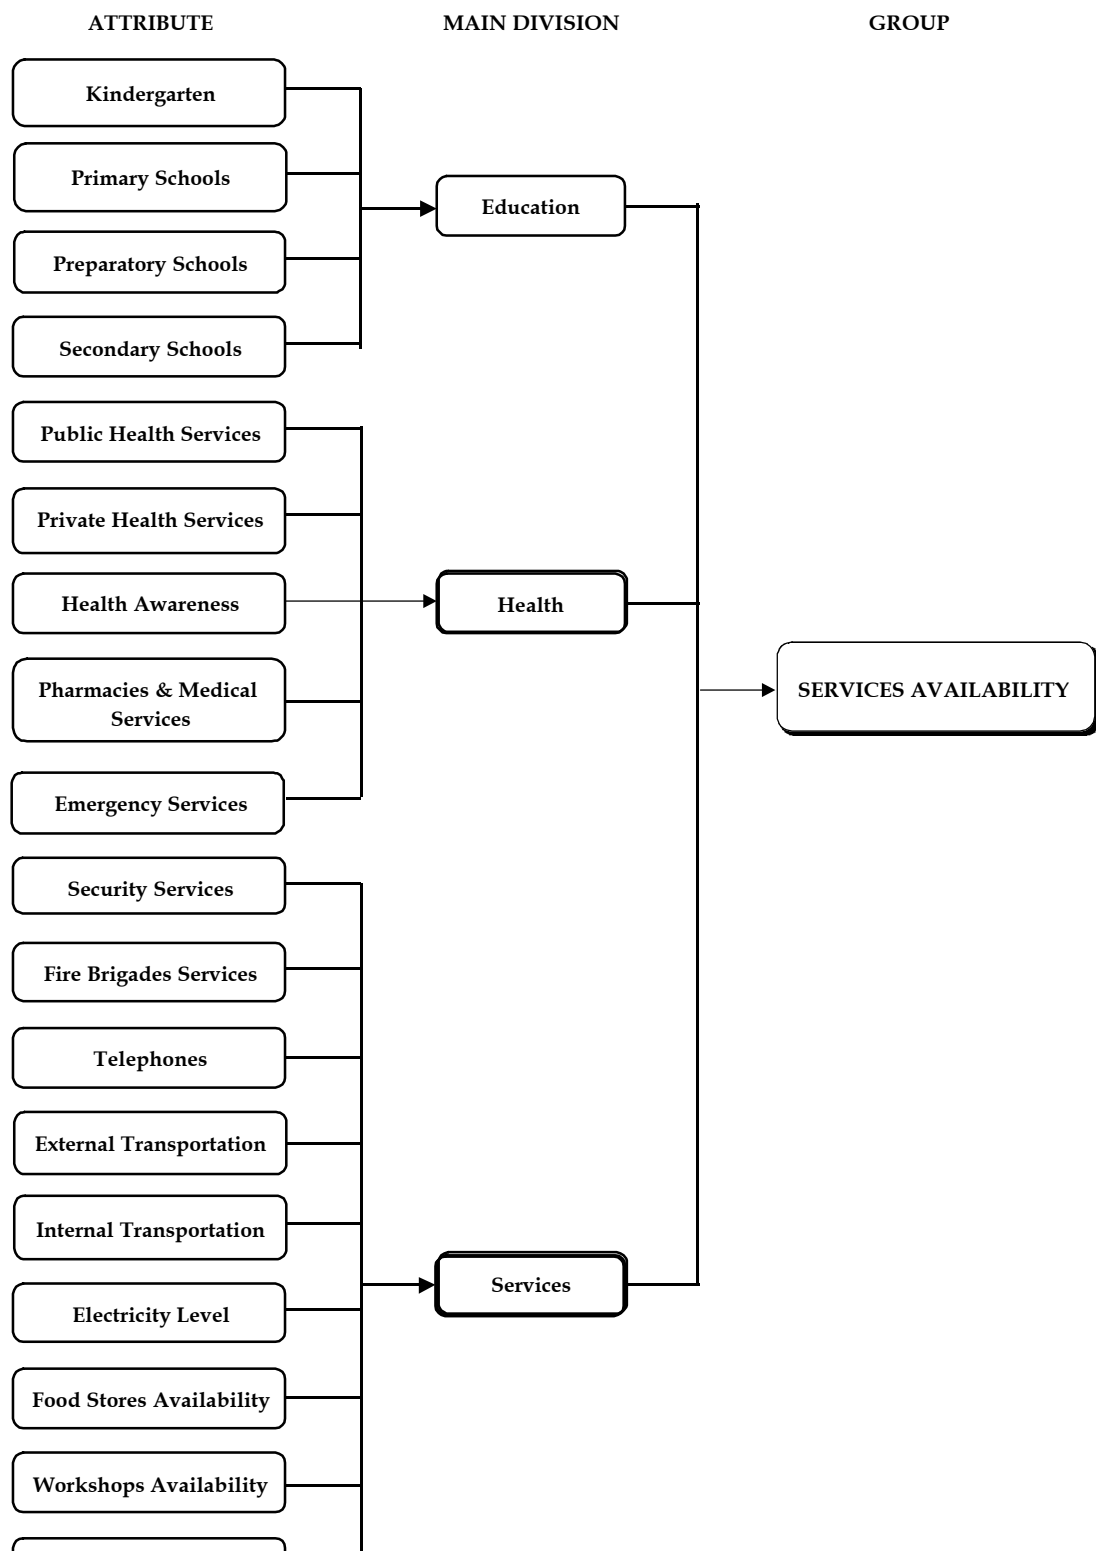 ATTRIBUTE
MAIN DIVISION
GROUP
Kindergarten
Primary Schools
Education
Preparatory Schools
Secondary Schools
Public Health Services
Private Health Services
Health Awareness
Health
Pharmacies & Medical
Services
SERVICES AVAILABILITY
Emergency Services
Security Services
Fire Brigades Services
Telephones
External Transportation
Internal Transportation
Services
Electricity Level
Food Stores Availability
Workshops Availability